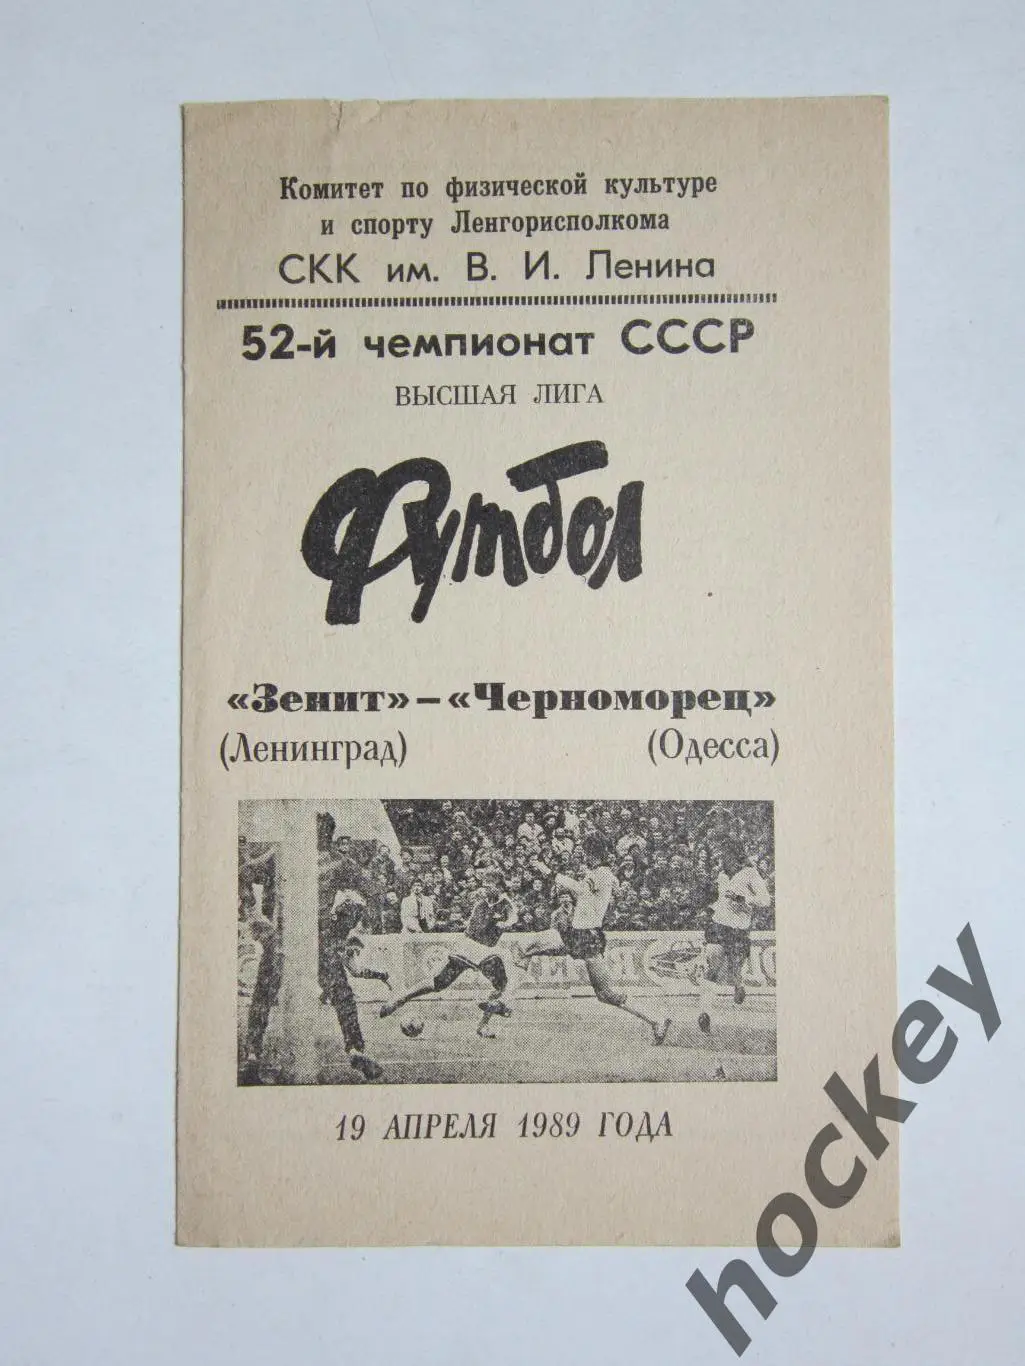 Комитет по физической культуре
и спорту Ленгорисполкома
СКК им. В. И. Ленина
52-й чемпионат СССР
ВЫСШАЯ ЛИГА
Футбол
«Зенит» – «Черноморец»
(Ленинград) (Одесса)
19 АПРЕЛЯ 1989 ГОДА
hockey